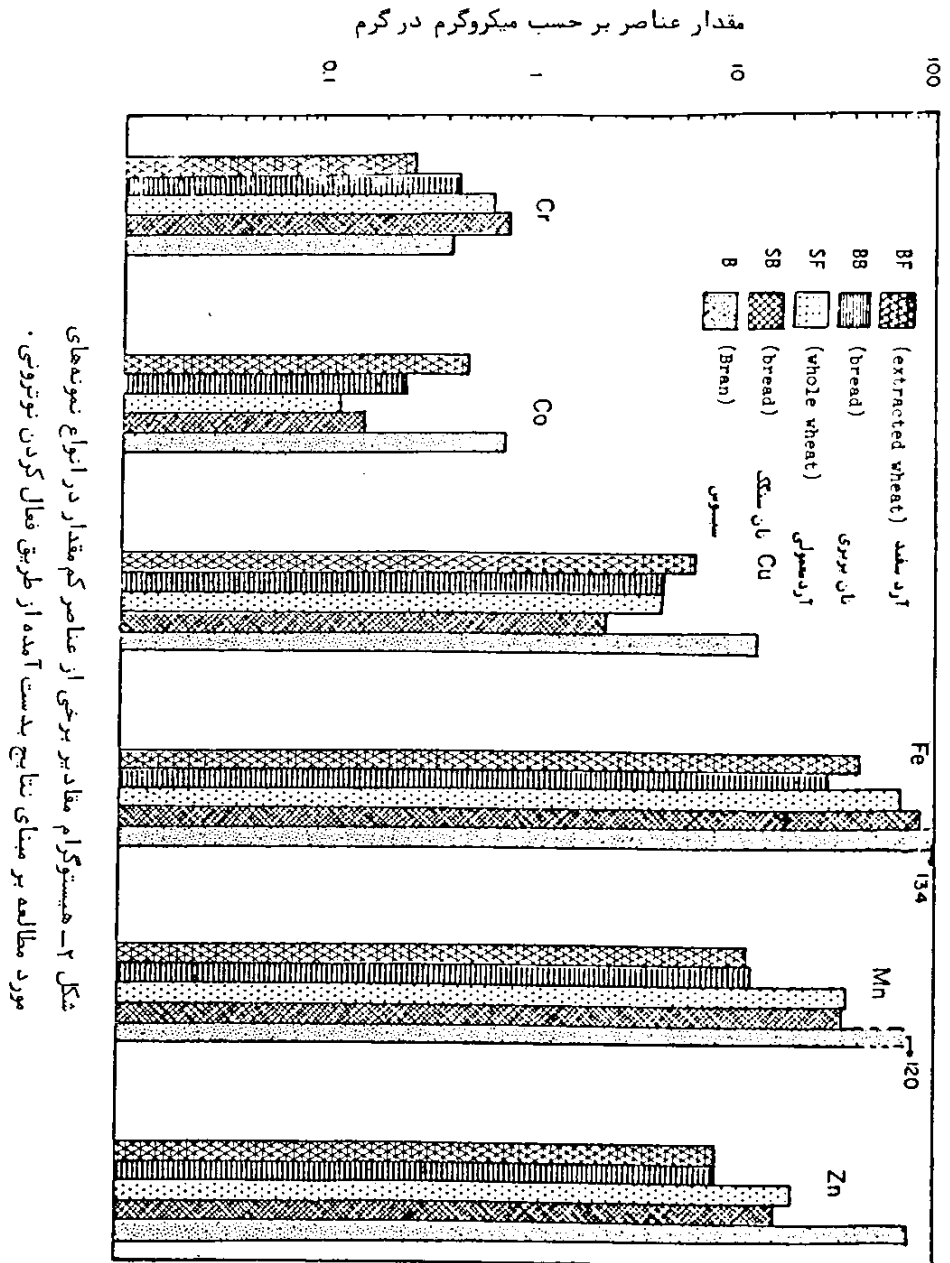 مقدار عناصر بر حسب میکروگرم در گرم
100
10
1
0.1
Cr
Co
Cu
Fe
134
Mn
120
Zn
BF (extracted wheat) آرد سفید
BB (bread) نان بربری
SF (whole wheat) آرد معمولی
SB (bread) نان سنگک
B (Bran) سبوس
شکل ۲- هیستوگرام مقادیر برخی از عناصر کم مقدار در انواع نمونه‌های
مورد مطالعه بر مبنای نتایج بدست آمده از طریق فعال کردن نوترونی.